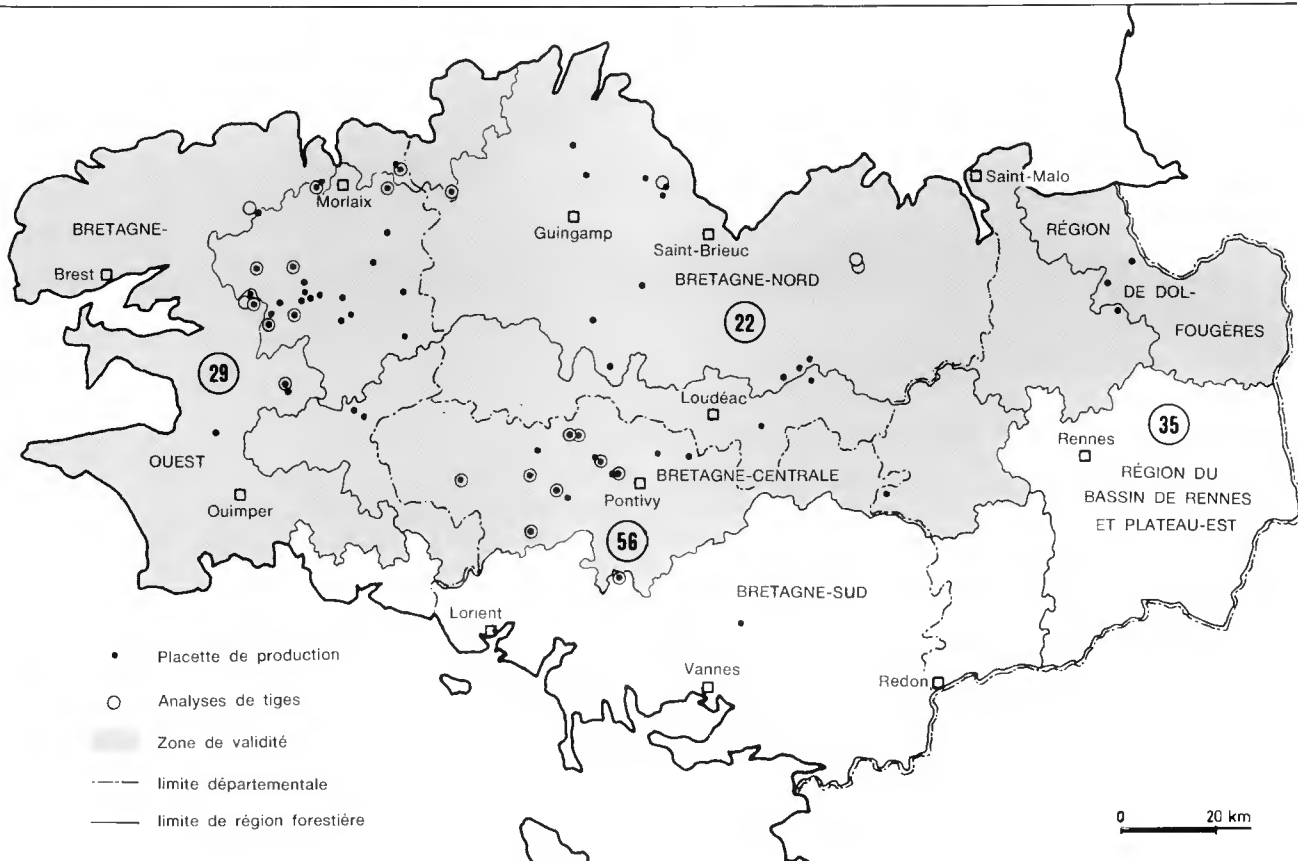 Saint-Malo
Morlaix
RÉGION
BRETAGNE-
Guingamp
Saint-Brieuc
Brest
DE DOL-
BRETAGNE-NORD
22
FOUGÈRES
29
Loudéac
35
Rennes
OUEST
BRETAGNE-CENTRALE
RÉGION DU
Pontivy
BASSIN DE RENNES
Quimper
ET PLATEAU-EST
56
BRETAGNE-SUD
Lorient
Placette de production
Vannes
Redon
Analyses de tiges
Zone de validité
limite départementale
limite de région forestière
0 20 km